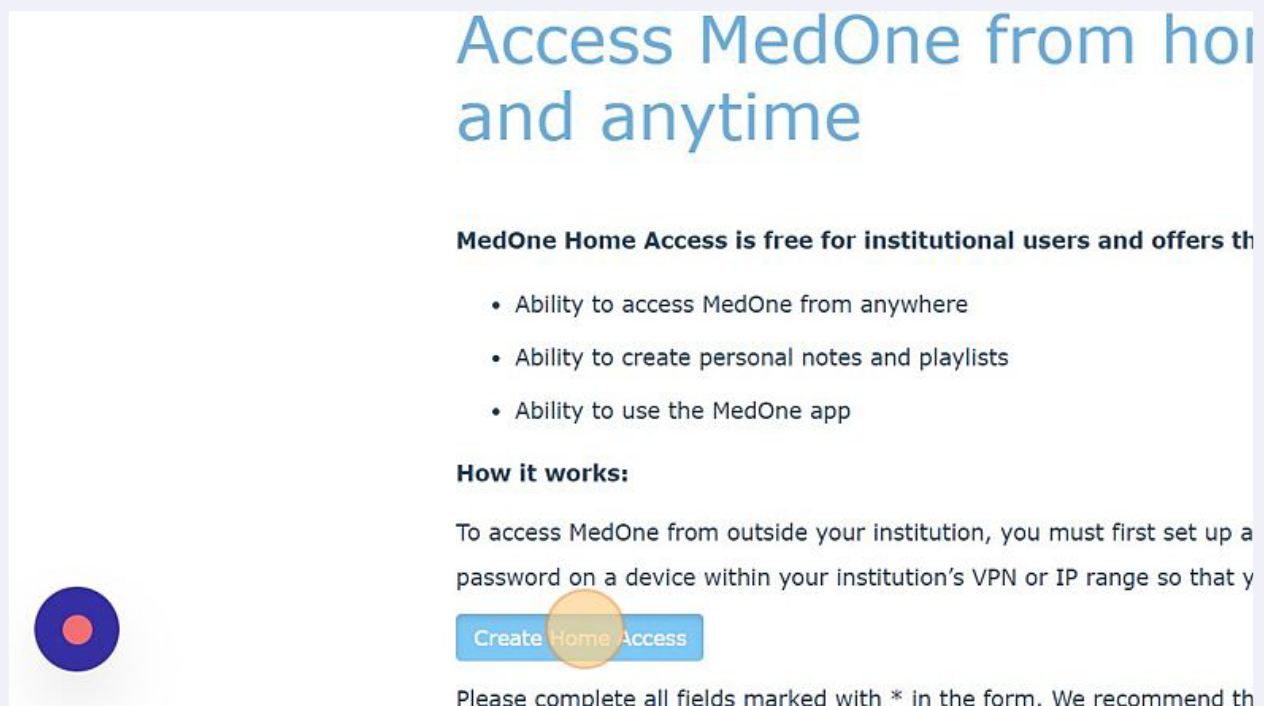 Access MedOne from
and anytime
MedOne Home Access is free for institutional users and offers
• Ability to access MedOne from anywhere
• Ability to create personal notes and playlists
• Ability to use the MedOne app
How it works:
To access MedOne from outside your institution, you must first set up a
password on a device within your institution’s VPN or IP range so that
Create Home Access
Please complete all fields marked with * in the form. We recommend